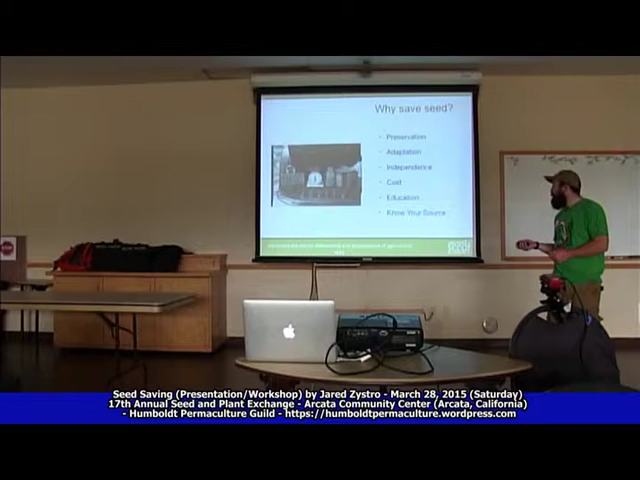 Why save seed?
Preservation
Adaptation
Independence
Cost
Education
Know Your Source
STOP
Seed Saving (Presentation/Workshop) by Jared Zystro - March 28, 2015 (Saturday)
17th Annual Seed and Plant Exchange - Arcata Community Center (Arcata, California)
- Humboldt Permaculture Guild - https://humboldtpermaculture.wordpress.com